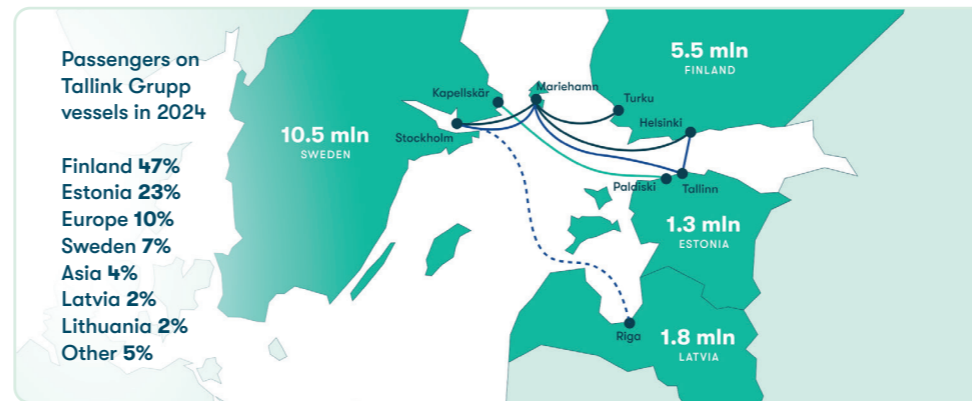 Passengers on
Tallink Grupp
vessels in 2024
Finland 47%
Estonia 23%
Europe 10%
Sweden 7%
Asia 4%
Latvia 2%
Lithuania 2%
Other 5%
10.5 mln
SWEDEN
5.5 mln
FINLAND
1.3 mln
ESTONIA
1.8 mln
LATVIA
Kapellskär
Mariehamn
Turku
Helsinki
Stockholm
Paldiski
Tallinn
Riga